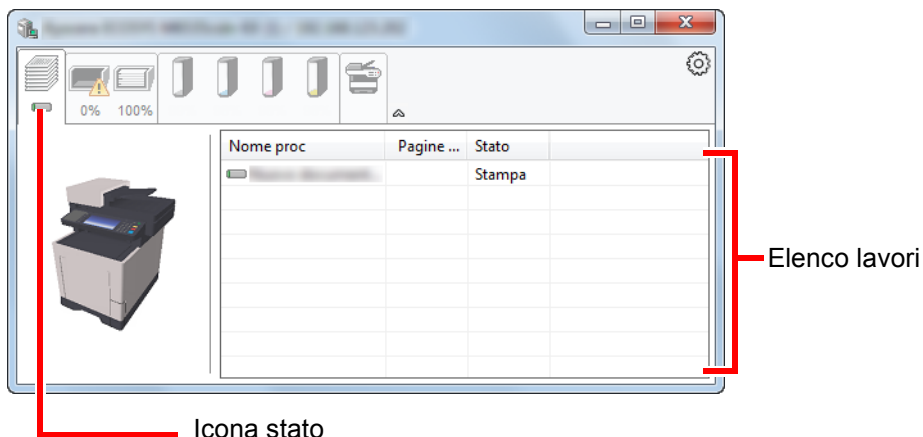 0% 100%
Nome proc Pagine ... Stato
Stampa
Elenco lavori
Icona stato